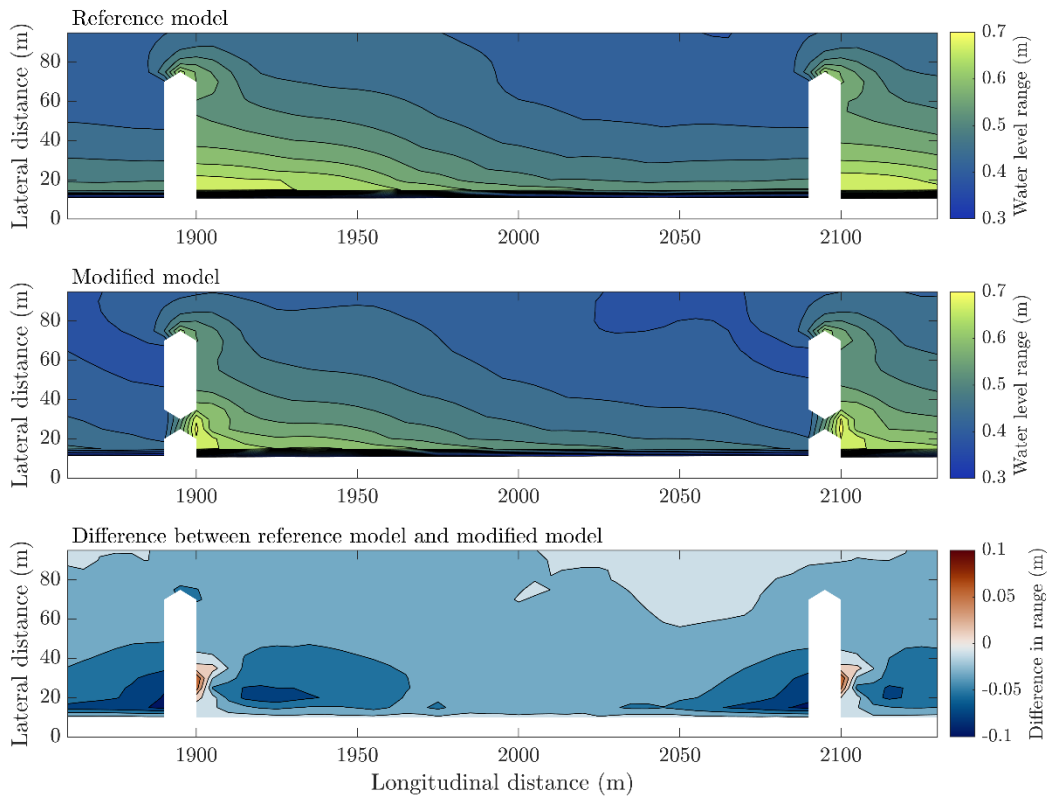 Reference model
Lateral distance (m)
80
60
40
20
0
1900 1950 2000 2050 2100
0.7
0.6
0.5
0.4
0.3
Water level range (m)
Modified model
Lateral distance (m)
80
60
40
20
0
1900 1950 2000 2050 2100
0.7
0.6
0.5
0.4
0.3
Water level range (m)
Difference between reference model and modified model
Lateral distance (m)
80
60
40
20
0
1900 1950 2000 2050 2100
Longitudinal distance (m)
0.1
0.05
0
-0.05
-0.1
Difference in range (m)